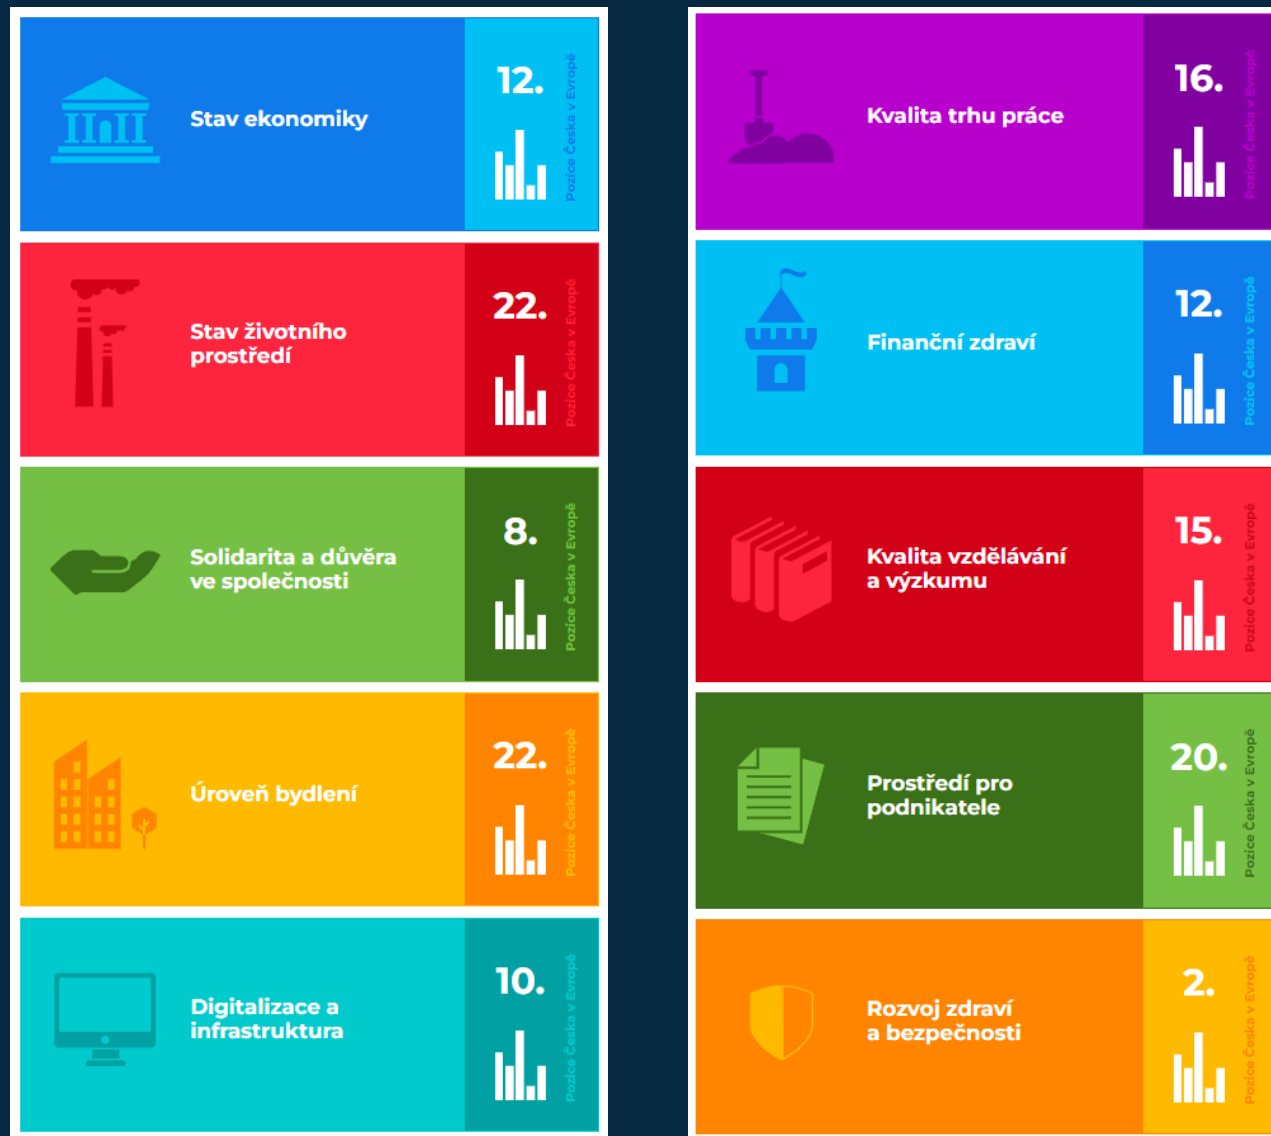 Stav ekonomiky
12.
Pozice Česka v Evropě
Stav životního
prostředí
22.
Pozice Česka v Evropě
Solidarita a důvěra
ve společnosti
8.
Pozice Česka v Evropě
Úroveň bydlení
22.
Pozice Česka v Evropě
Digitalizace a
infrastruktura
10.
Pozice Česka v Evropě
Kvalita trhu práce
16.
Pozice Česka v Evropě
Finanční zdraví
12.
Pozice Česka v Evropě
Kvalita vzdělávání
a výzkumu
15.
Pozice Česka v Evropě
Prostředí pro
podnikatele
20.
Pozice Česka v Evropě
Rozvoj zdraví
a bezpečnosti
2.
Pozice Česka v Evropě